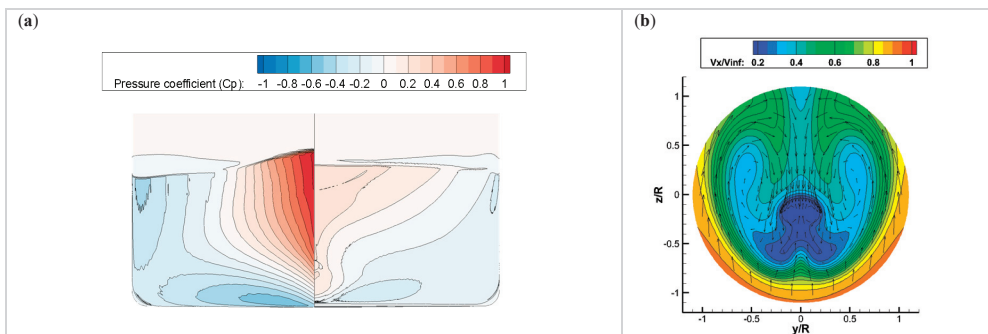 (a)
Pressure coefficient (Cp): -1 -0.8 -0.6 -0.4 -0.2 0 0.2 0.4 0.6 0.8 1
(b)
Vx/Vinf: 0.2 0.4 0.6 0.8 1
z/R
1
0.5
0
-0.5
-1
-1 -0.5 0 0.5 1
y/R